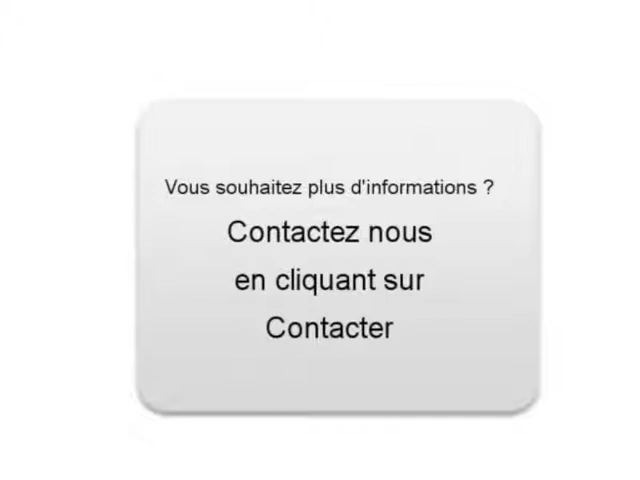 Vous souhaitez plus d'informations ?
Contactez nous
en cliquant sur
Contacter